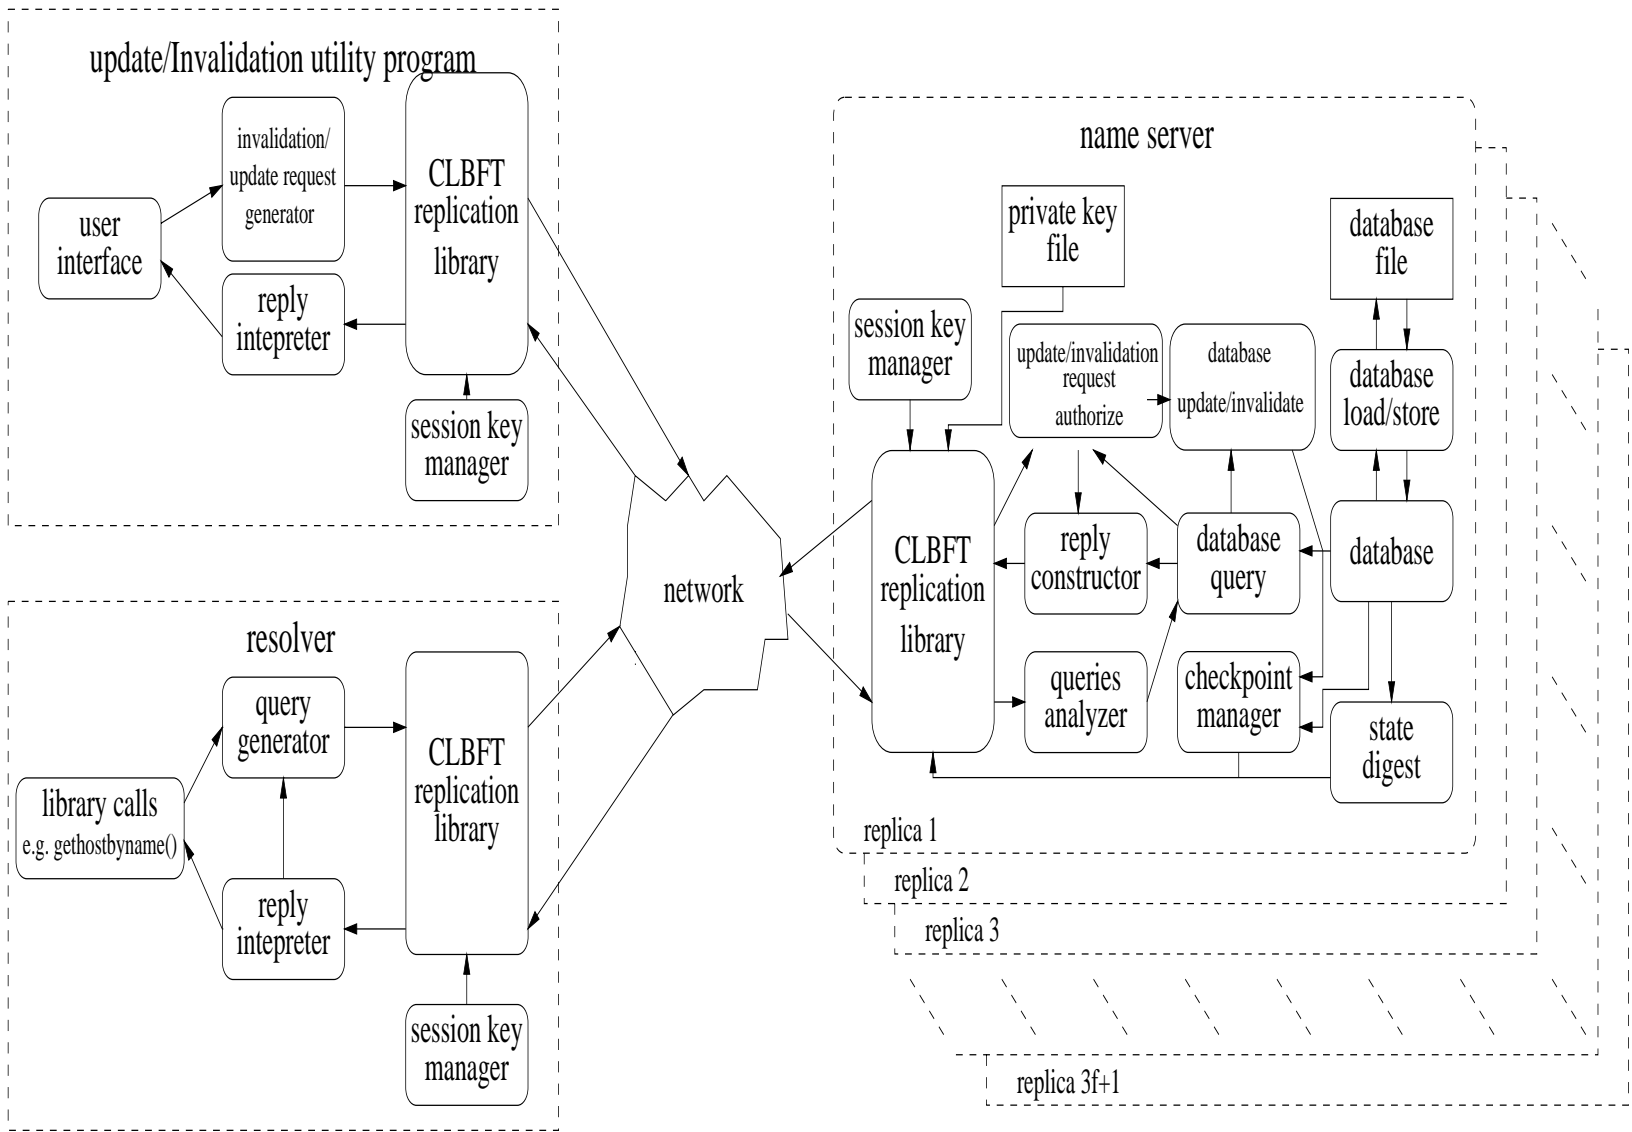 update/Invalidation utility program
invalidation/
update request
generator
user
interface
reply
intepreter
CLBFT
replication
library
session key
manager
resolver
query
generator
library calls
e.g. gethostbyname()
reply
intepreter
CLBFT
replication
library
session key
manager
network
name server
private key
file
database
file
session key
manager
update/invalidation
request
authorize
database
update/invalidate
database
load/store
CLBFT
replication
library
reply
constructor
database
query
database
queries
analyzer
checkpoint
manager
state
digest
replica 1
replica 2
replica 3
replica 3f+1